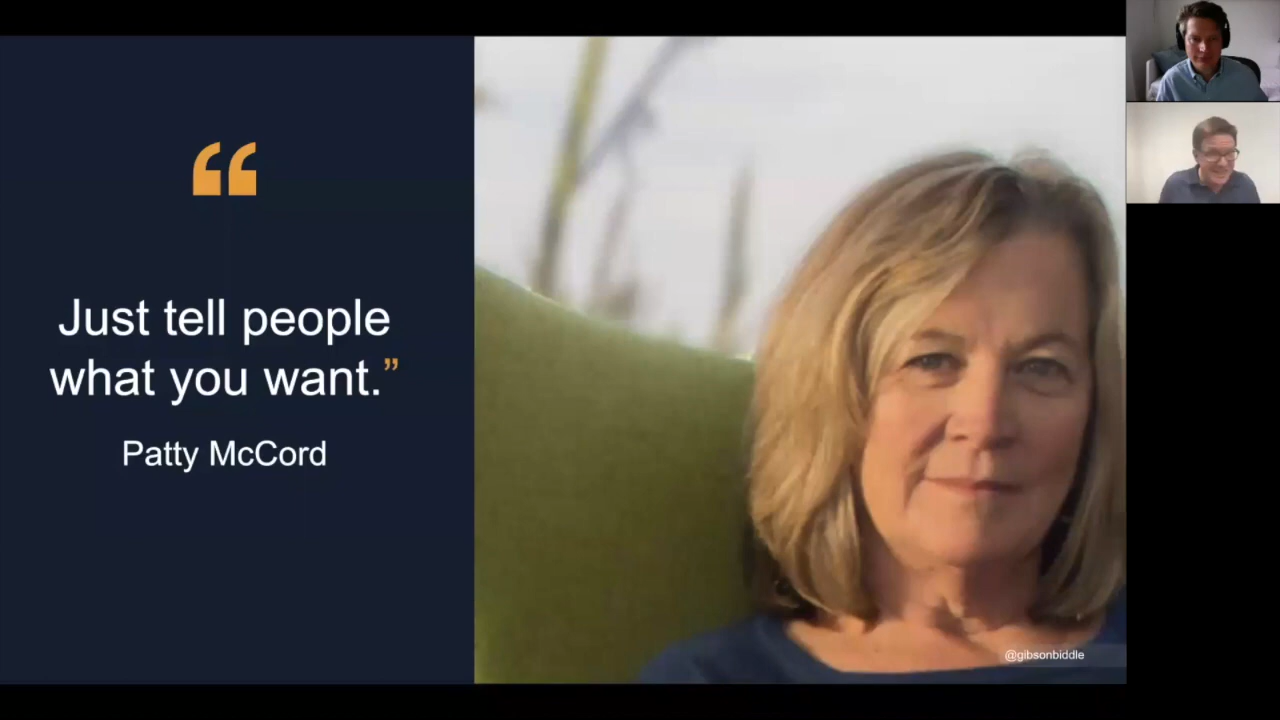 “
Just tell people
what you want.”
Patty McCord
@gibsonbiddle